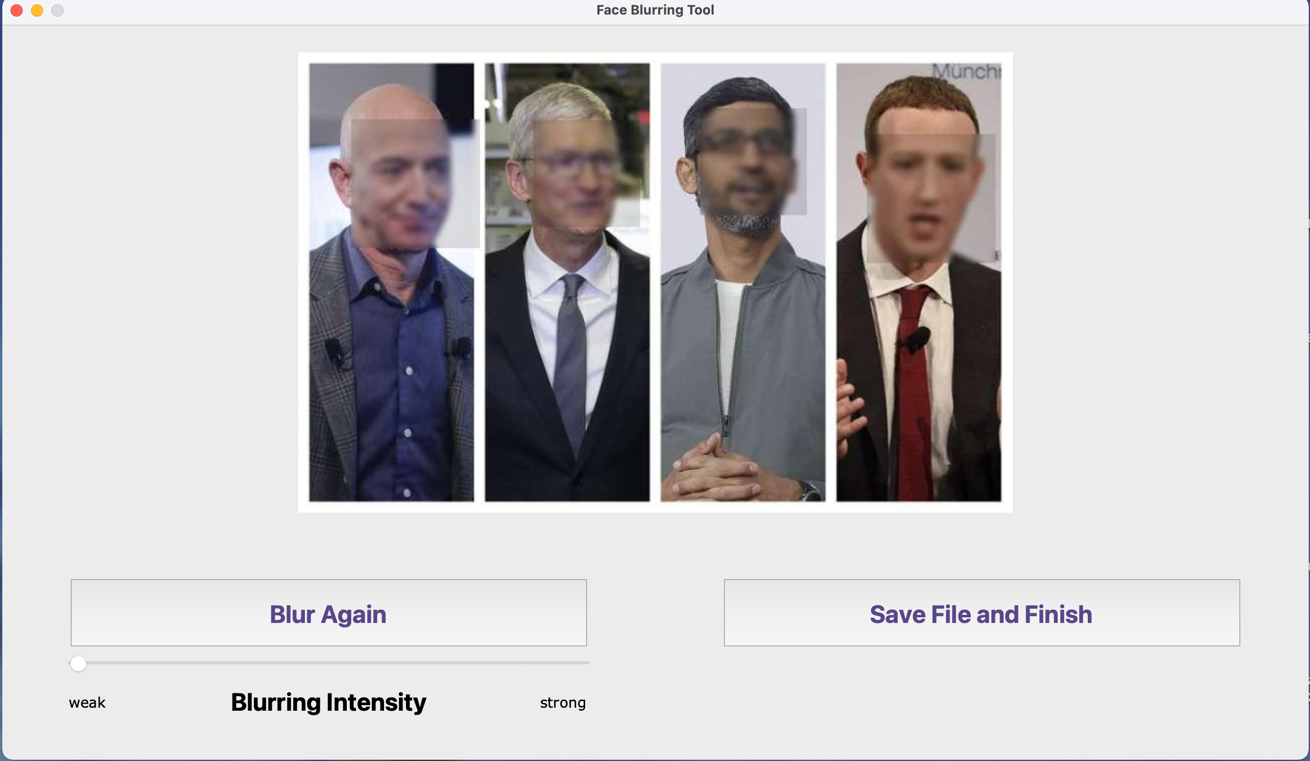 Face Blurring Tool
Münch
Blur Again
Save File and Finish
weak
Blurring Intensity
strong